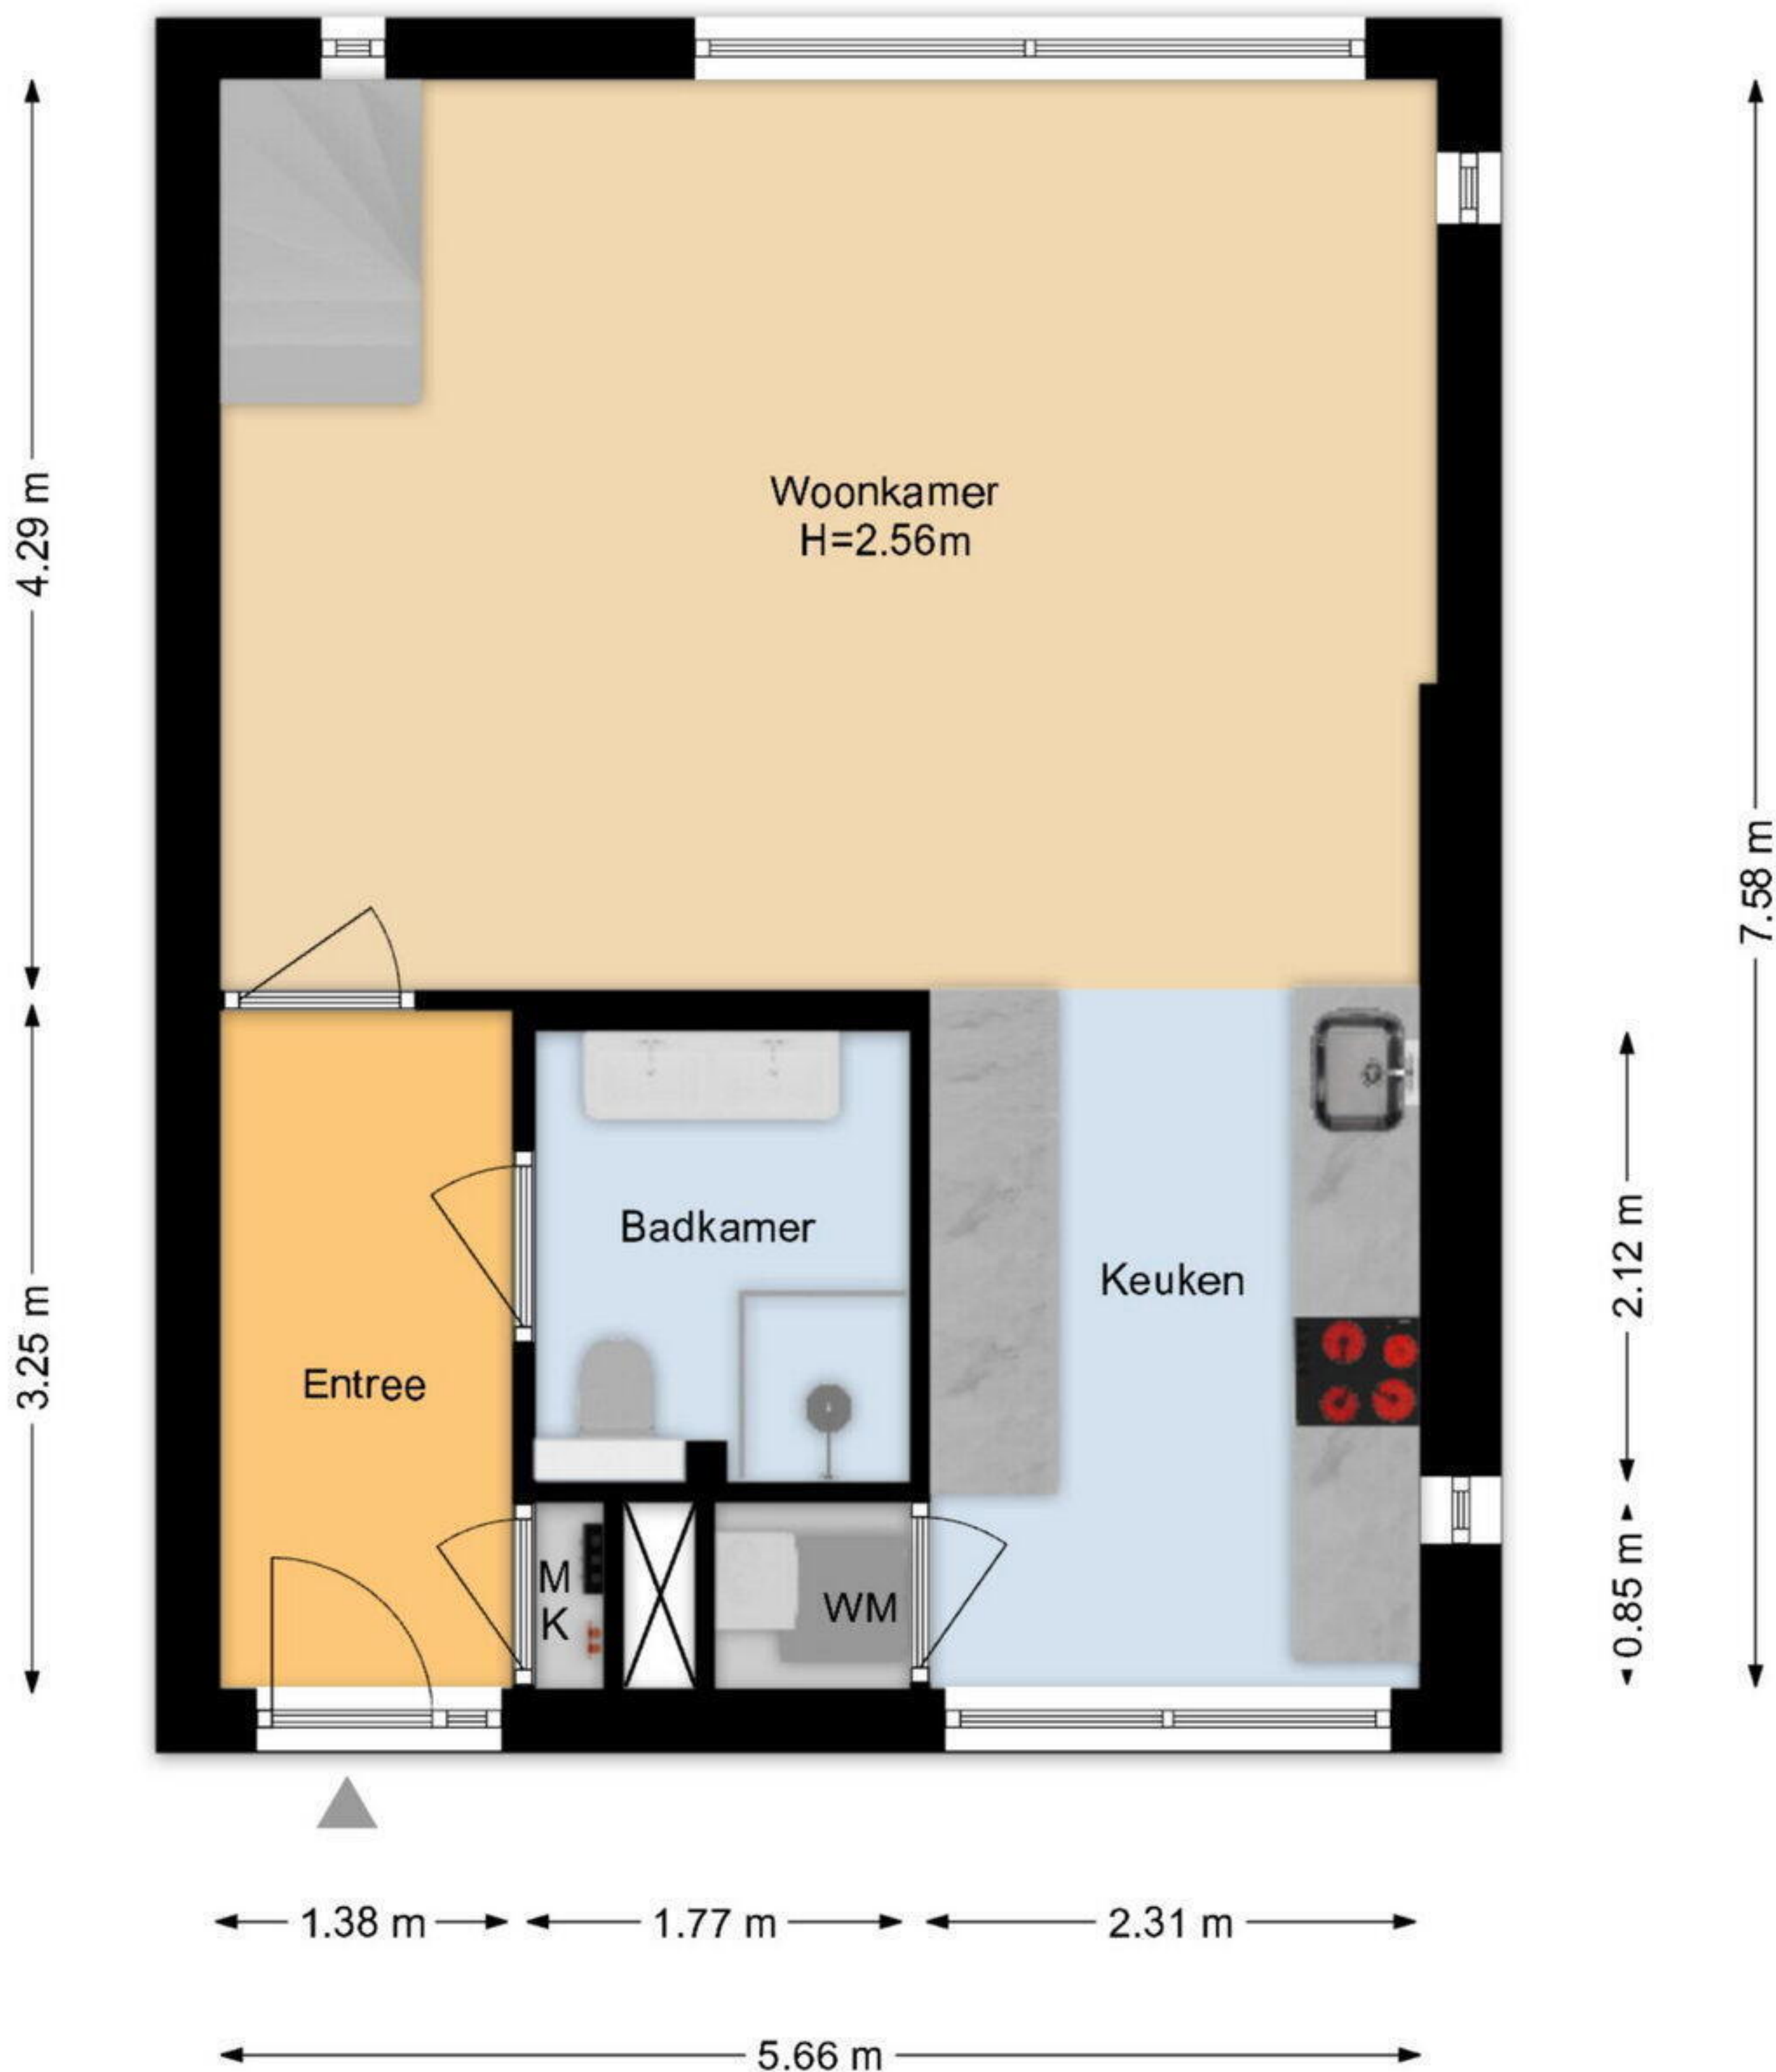 Woonkamer
H=2.56m
4.29 m
7.58 m
Badkamer
Keuken
2.12 m
Entree
3.25 m
M
K
WM
0.85 m
1.38 m
1.77 m
2.31 m
5.66 m